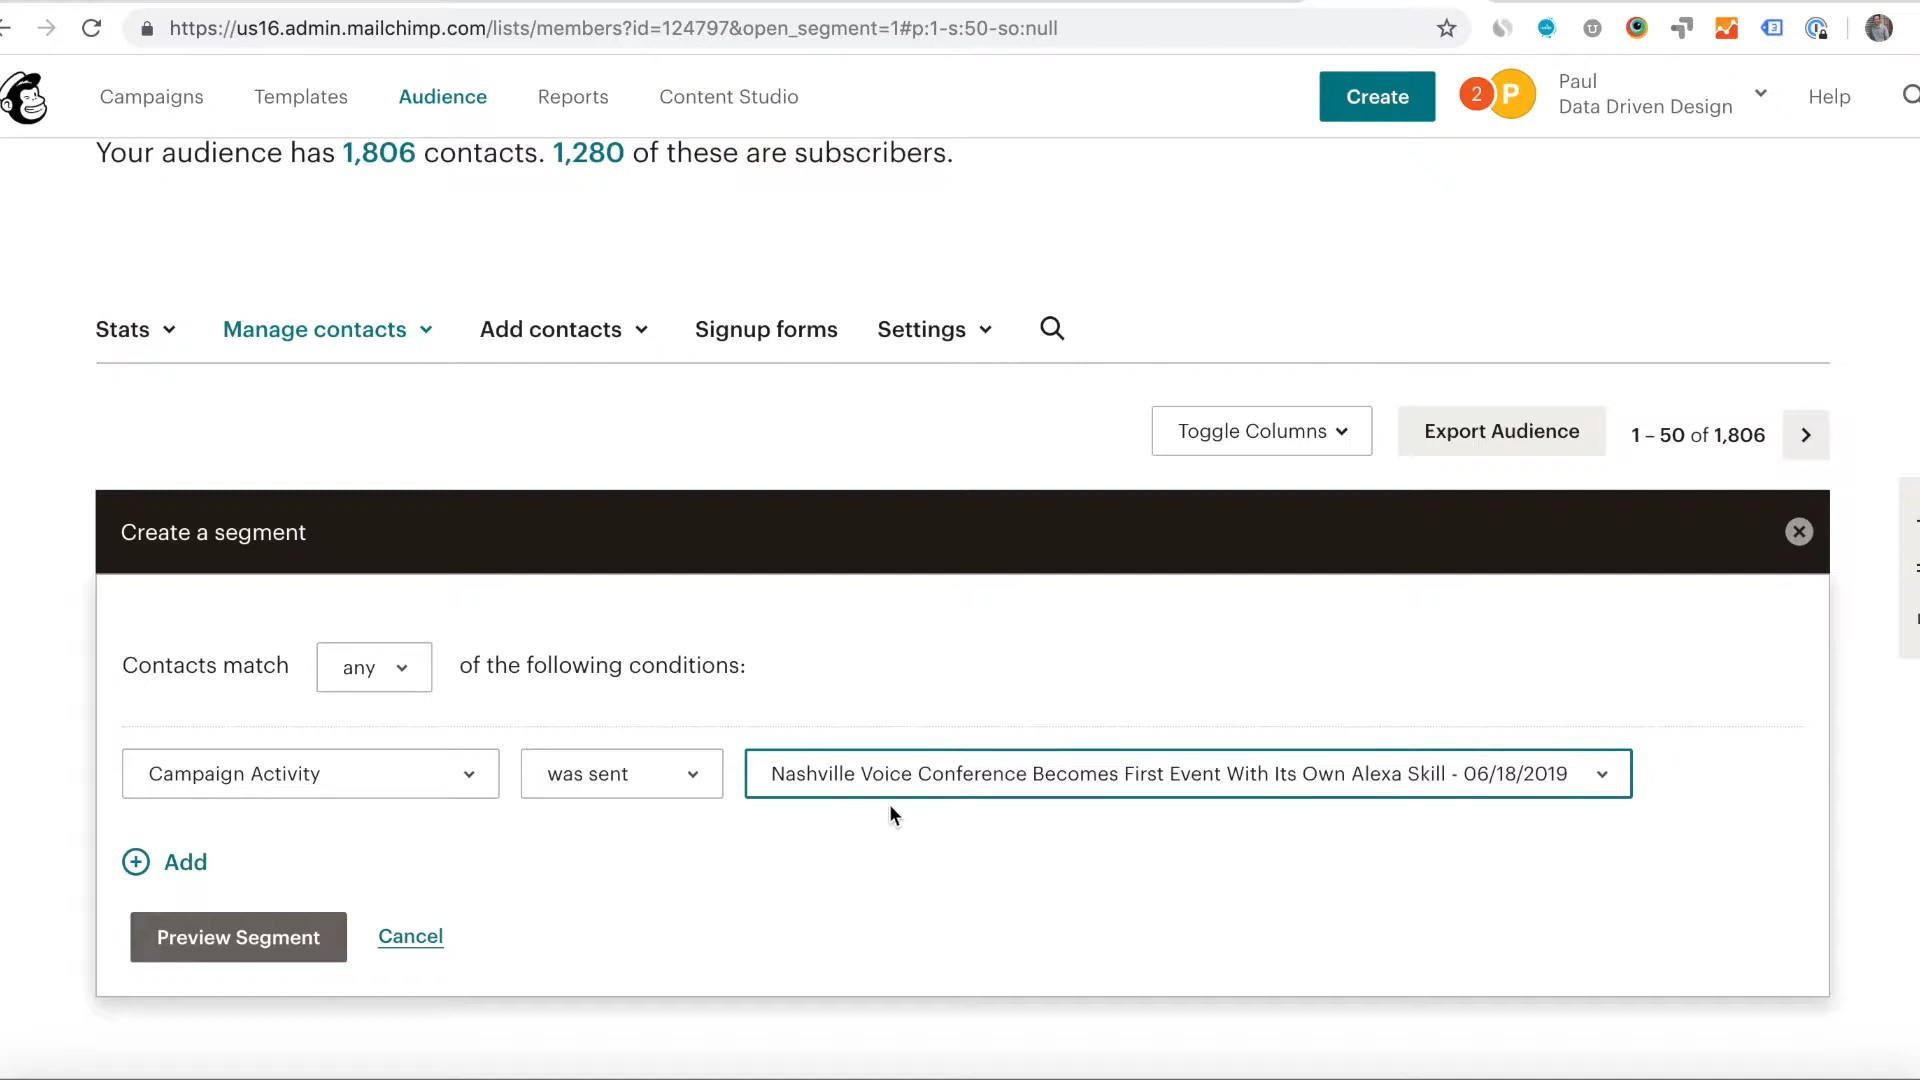 https://us16.admin.mailchimp.com/lists/members?id=124797&open_segment=1#p:1-s:50-so:null
Campaigns Templates Audience Reports Content Studio Create 2 P Paul Data Driven Design Help
Your audience has 1,806 contacts. 1,280 of these are subscribers.
Stats Manage contacts Add contacts Signup forms Settings
Toggle Columns Export Audience 1 – 50 of 1,806
Create a segment
Contacts match any of the following conditions:
Campaign Activity was sent Nashville Voice Conference Becomes First Event With Its Own Alexa Skill - 06/18/2019
Add
Preview Segment Cancel